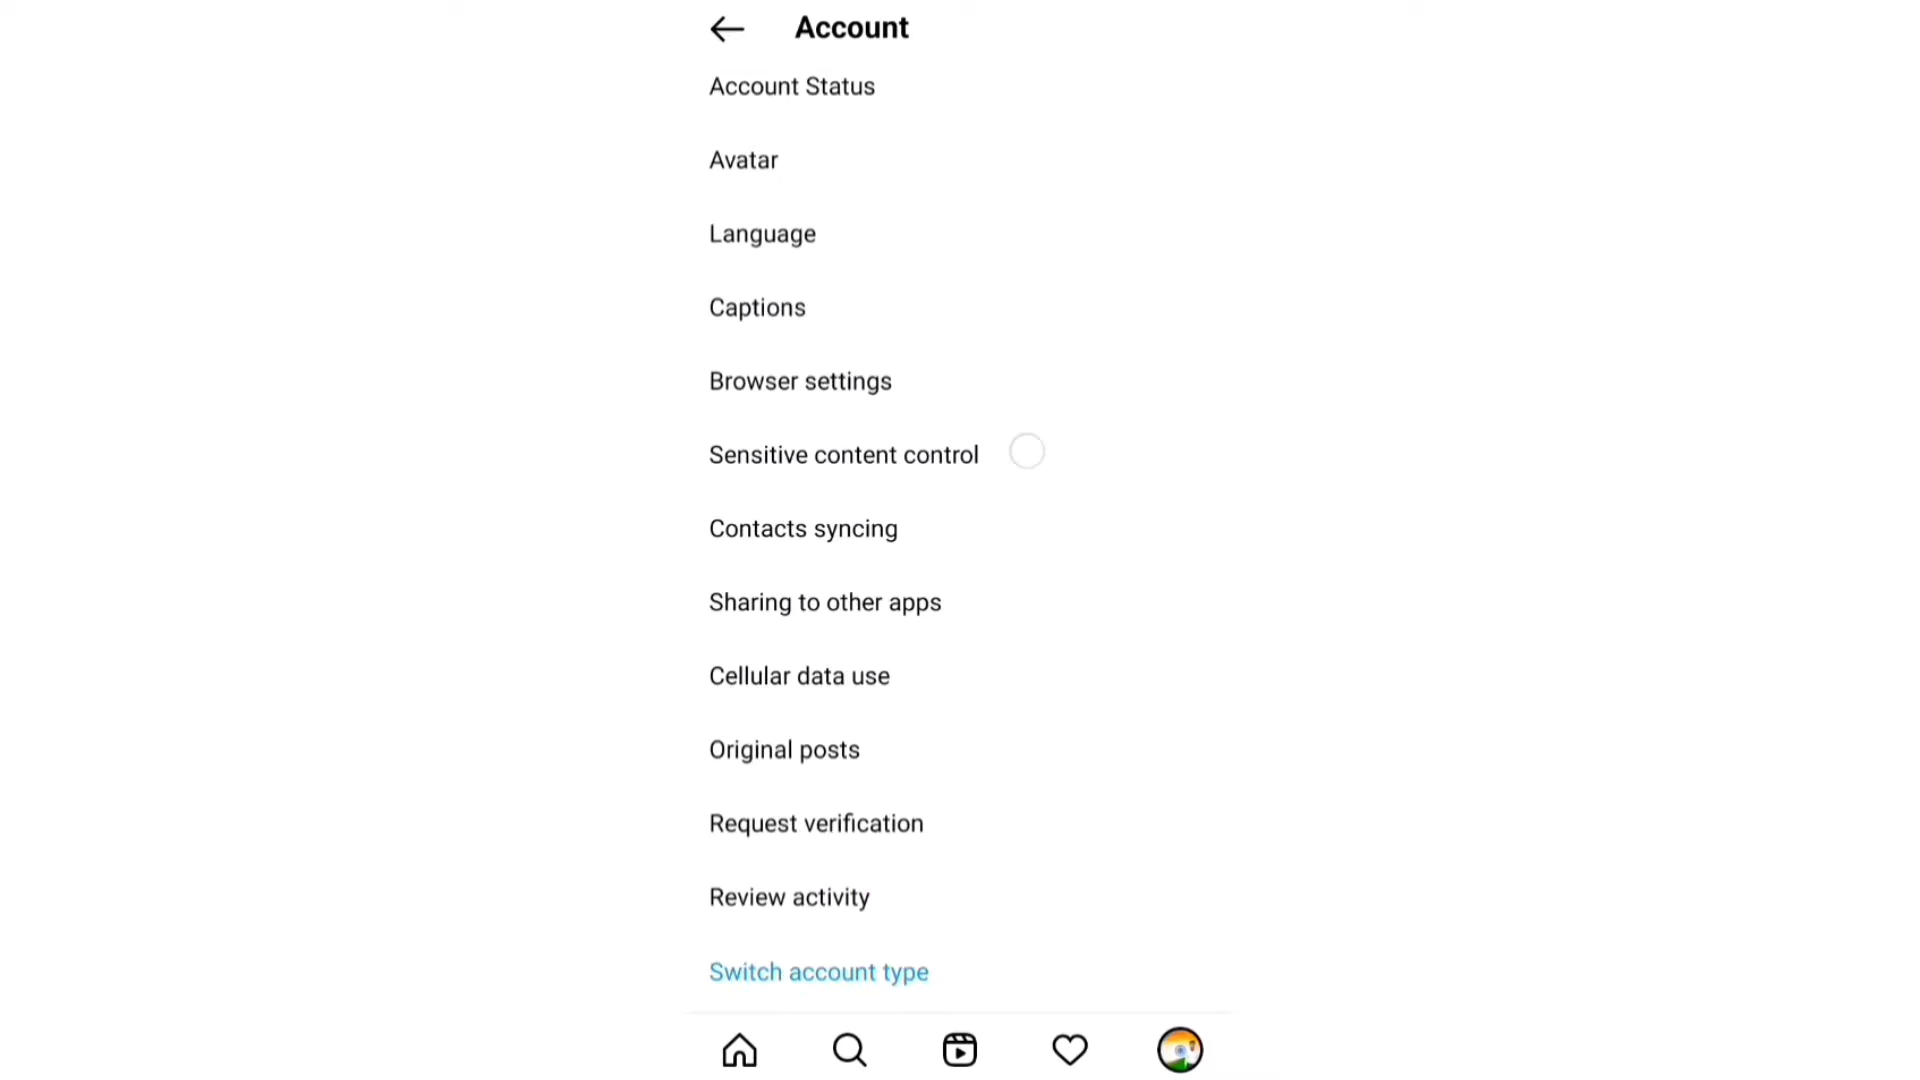 Account
Account Status
Avatar
Language
Captions
Browser settings
Sensitive content control
Contacts syncing
Sharing to other apps
Cellular data use
Original posts
Request verification
Review activity
Switch account type